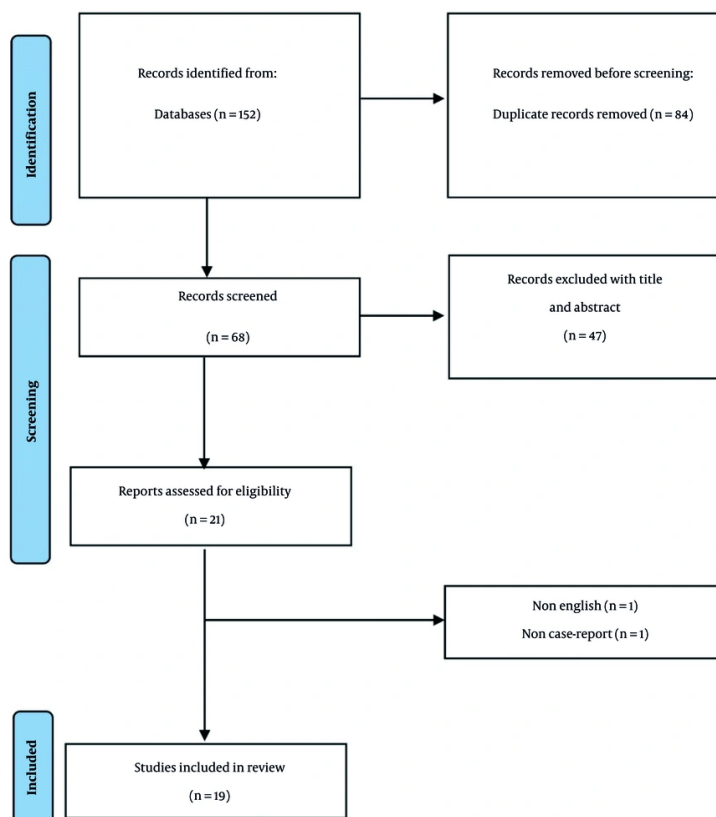 Identification
Records identified from:
Databases (n = 152)
Records removed before screening:
Duplicate records removed (n = 84)
Screening
Records screened
(n = 68)
Records excluded with title
and abstract
(n = 47)
Reports assessed for eligibility
(n = 21)
Non english (n = 1)
Non case-report (n = 1)
Included
Studies included in review
(n = 19)